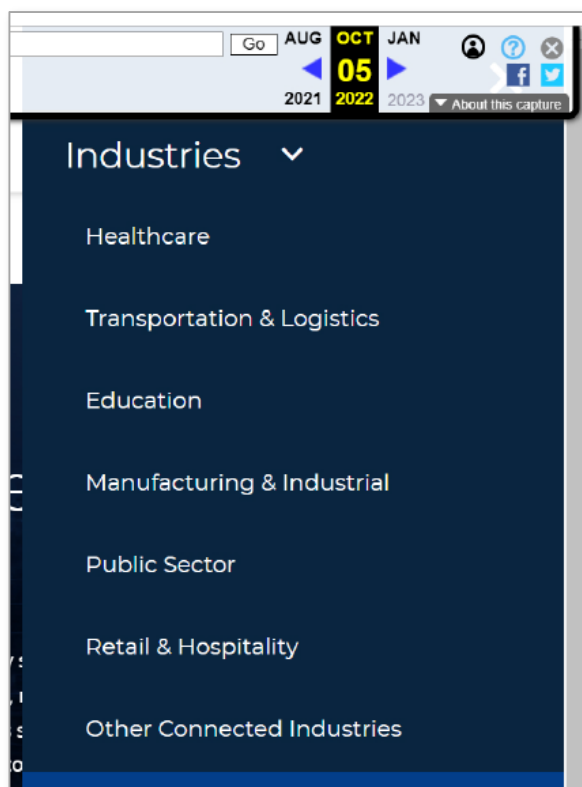 Go AUG OCT JAN
05
2021 2022 2023 About this capture
Industries
Healthcare
Transportation & Logistics
Education
Manufacturing & Industrial
Public Sector
Retail & Hospitality
Other Connected Industries